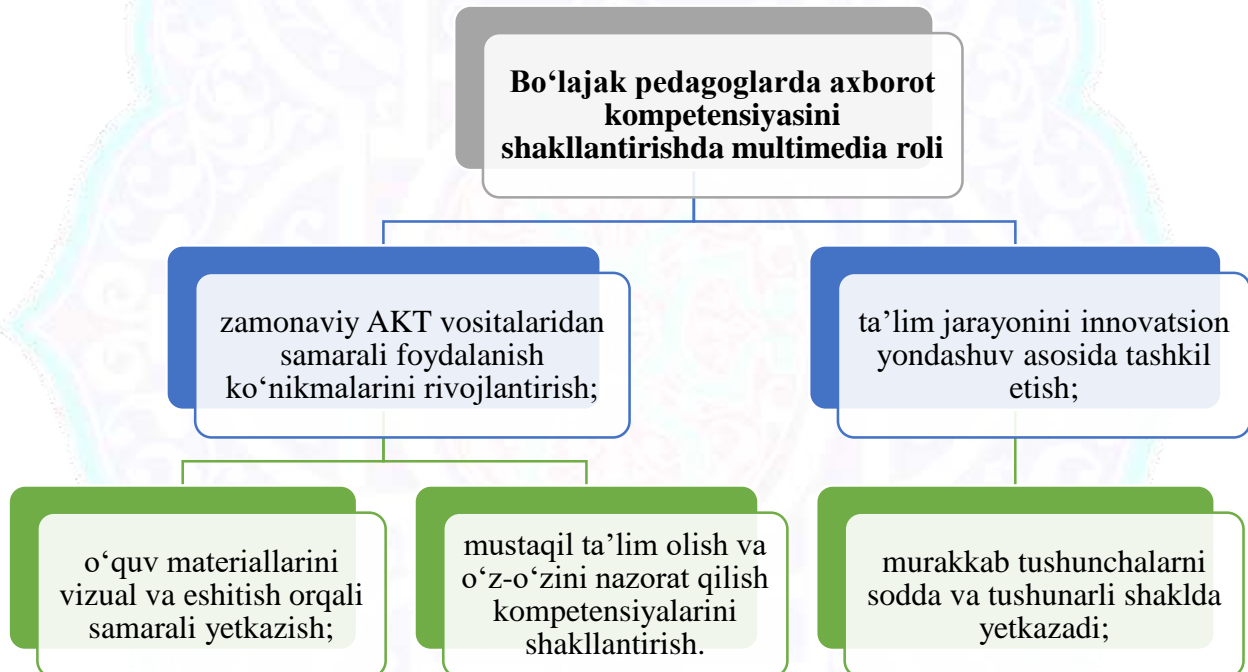 Bo‘lajak pedagoglarda axborot
kompetensiyasini
shakllantirishda multimedia roli
zamonaviy AKT vositalaridan
samarali foydalanish
ko‘nikmalarini rivojlantirish;
ta’lim jarayonini innovatsion
yondashuv asosida tashkil
etish;
o‘quv materiallarini
vizual va eshitish orqali
samarali yetkazish;
mustaqil ta’lim olish va
o‘z-o‘zini nazorat qilish
kompetensiyalarini
shakllantirish.
murakkab tushunchalarni
sodda va tushunarli shaklda
yetkazadi;